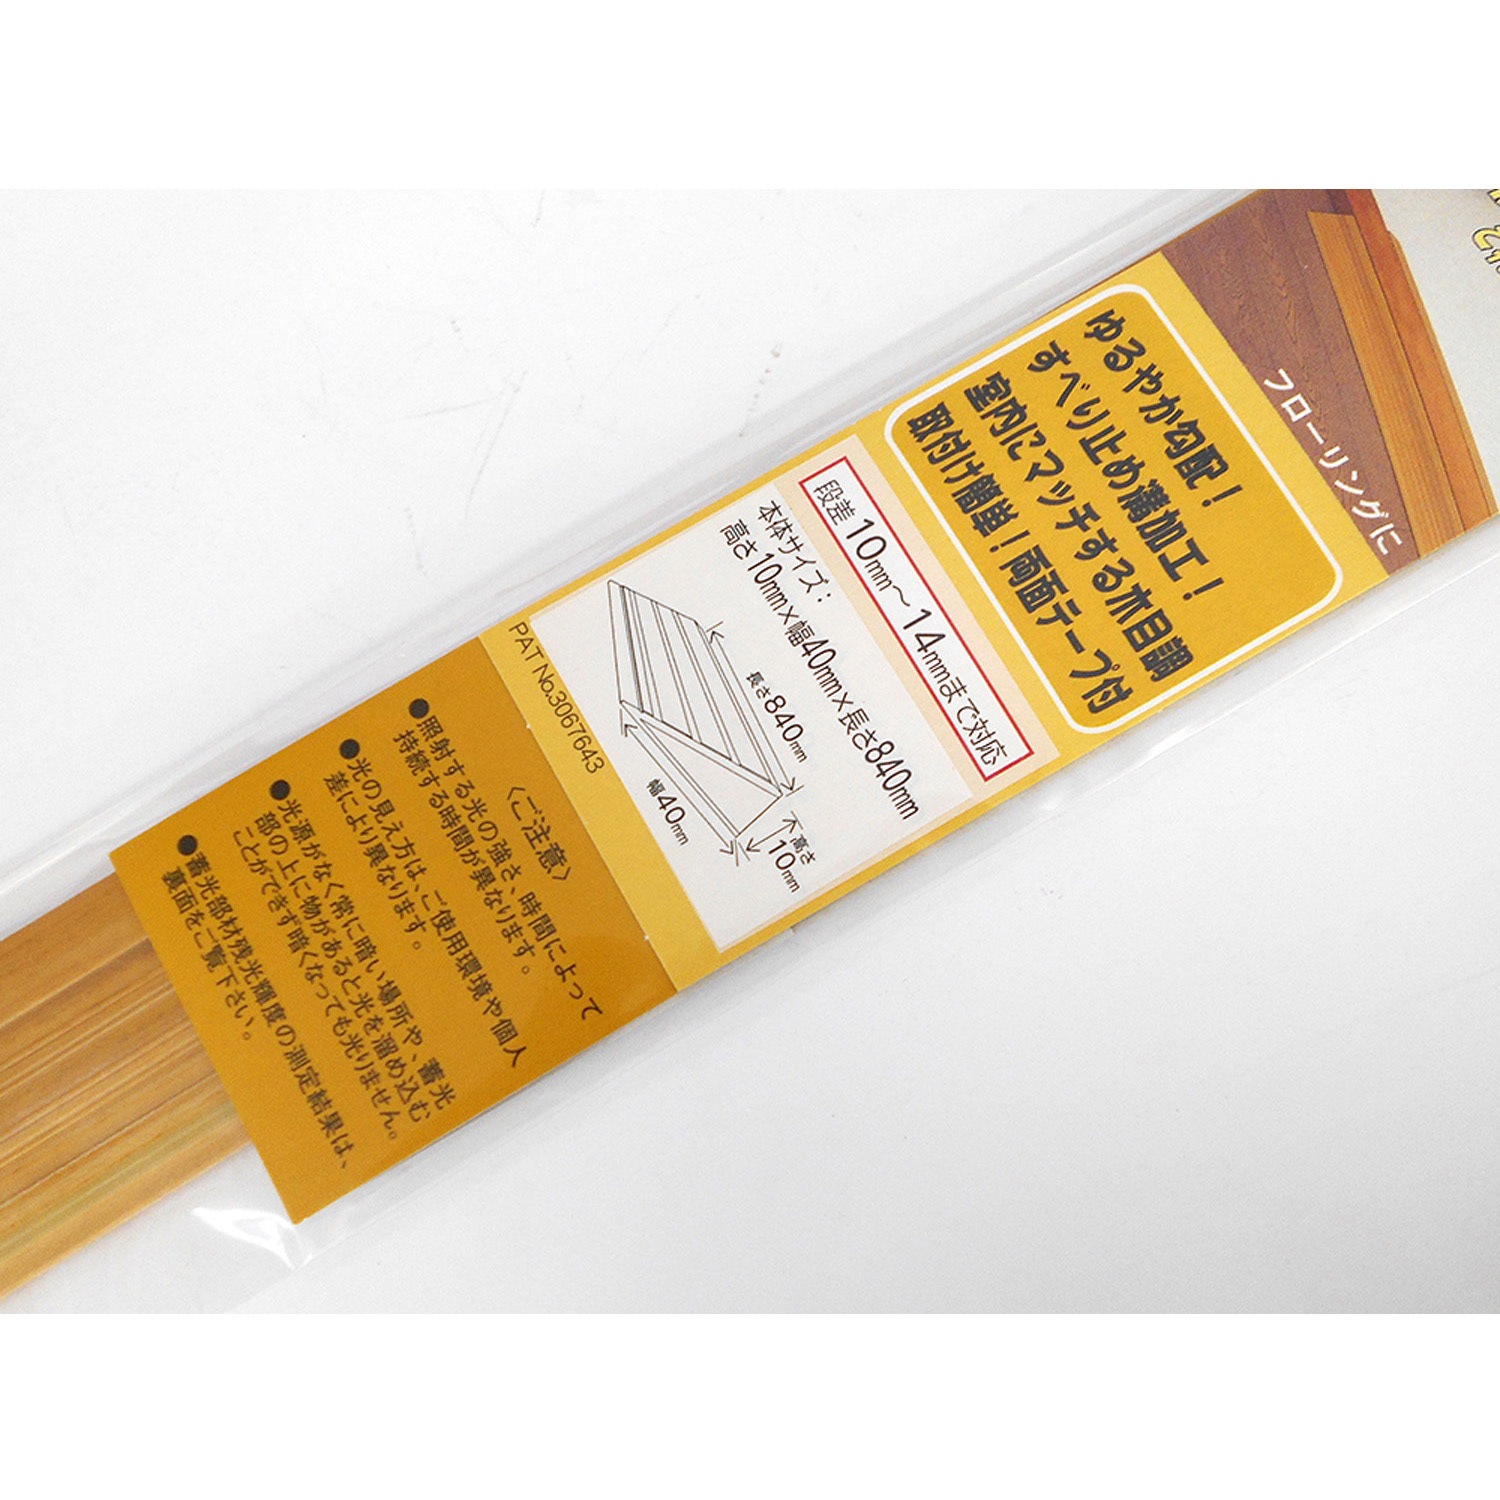 フローリングに
ゆるやか勾配！
すべり止め溝加工！
室内にマッチする木目調
取付け簡単！両面テープ付
段差10mm～14mmまで対応
本体サイズ：
高さ10mm×幅40mm×長さ840mm
長さ840mm
幅40mm
高さ
10mm
PAT No.3067643
〈ご注意〉
●照射する光の強さ、時間によって
持続する時間が異なります。
●光の見え方は、ご使用環境や個人
差により異なります。
●光源がなく常に暗い場所や、蓄光
部の上に物があると光を溜め込む
ことができず暗くなっても光りません。
●蓄光部材残光輝度の測定結果は、
裏面をご覧下さい。